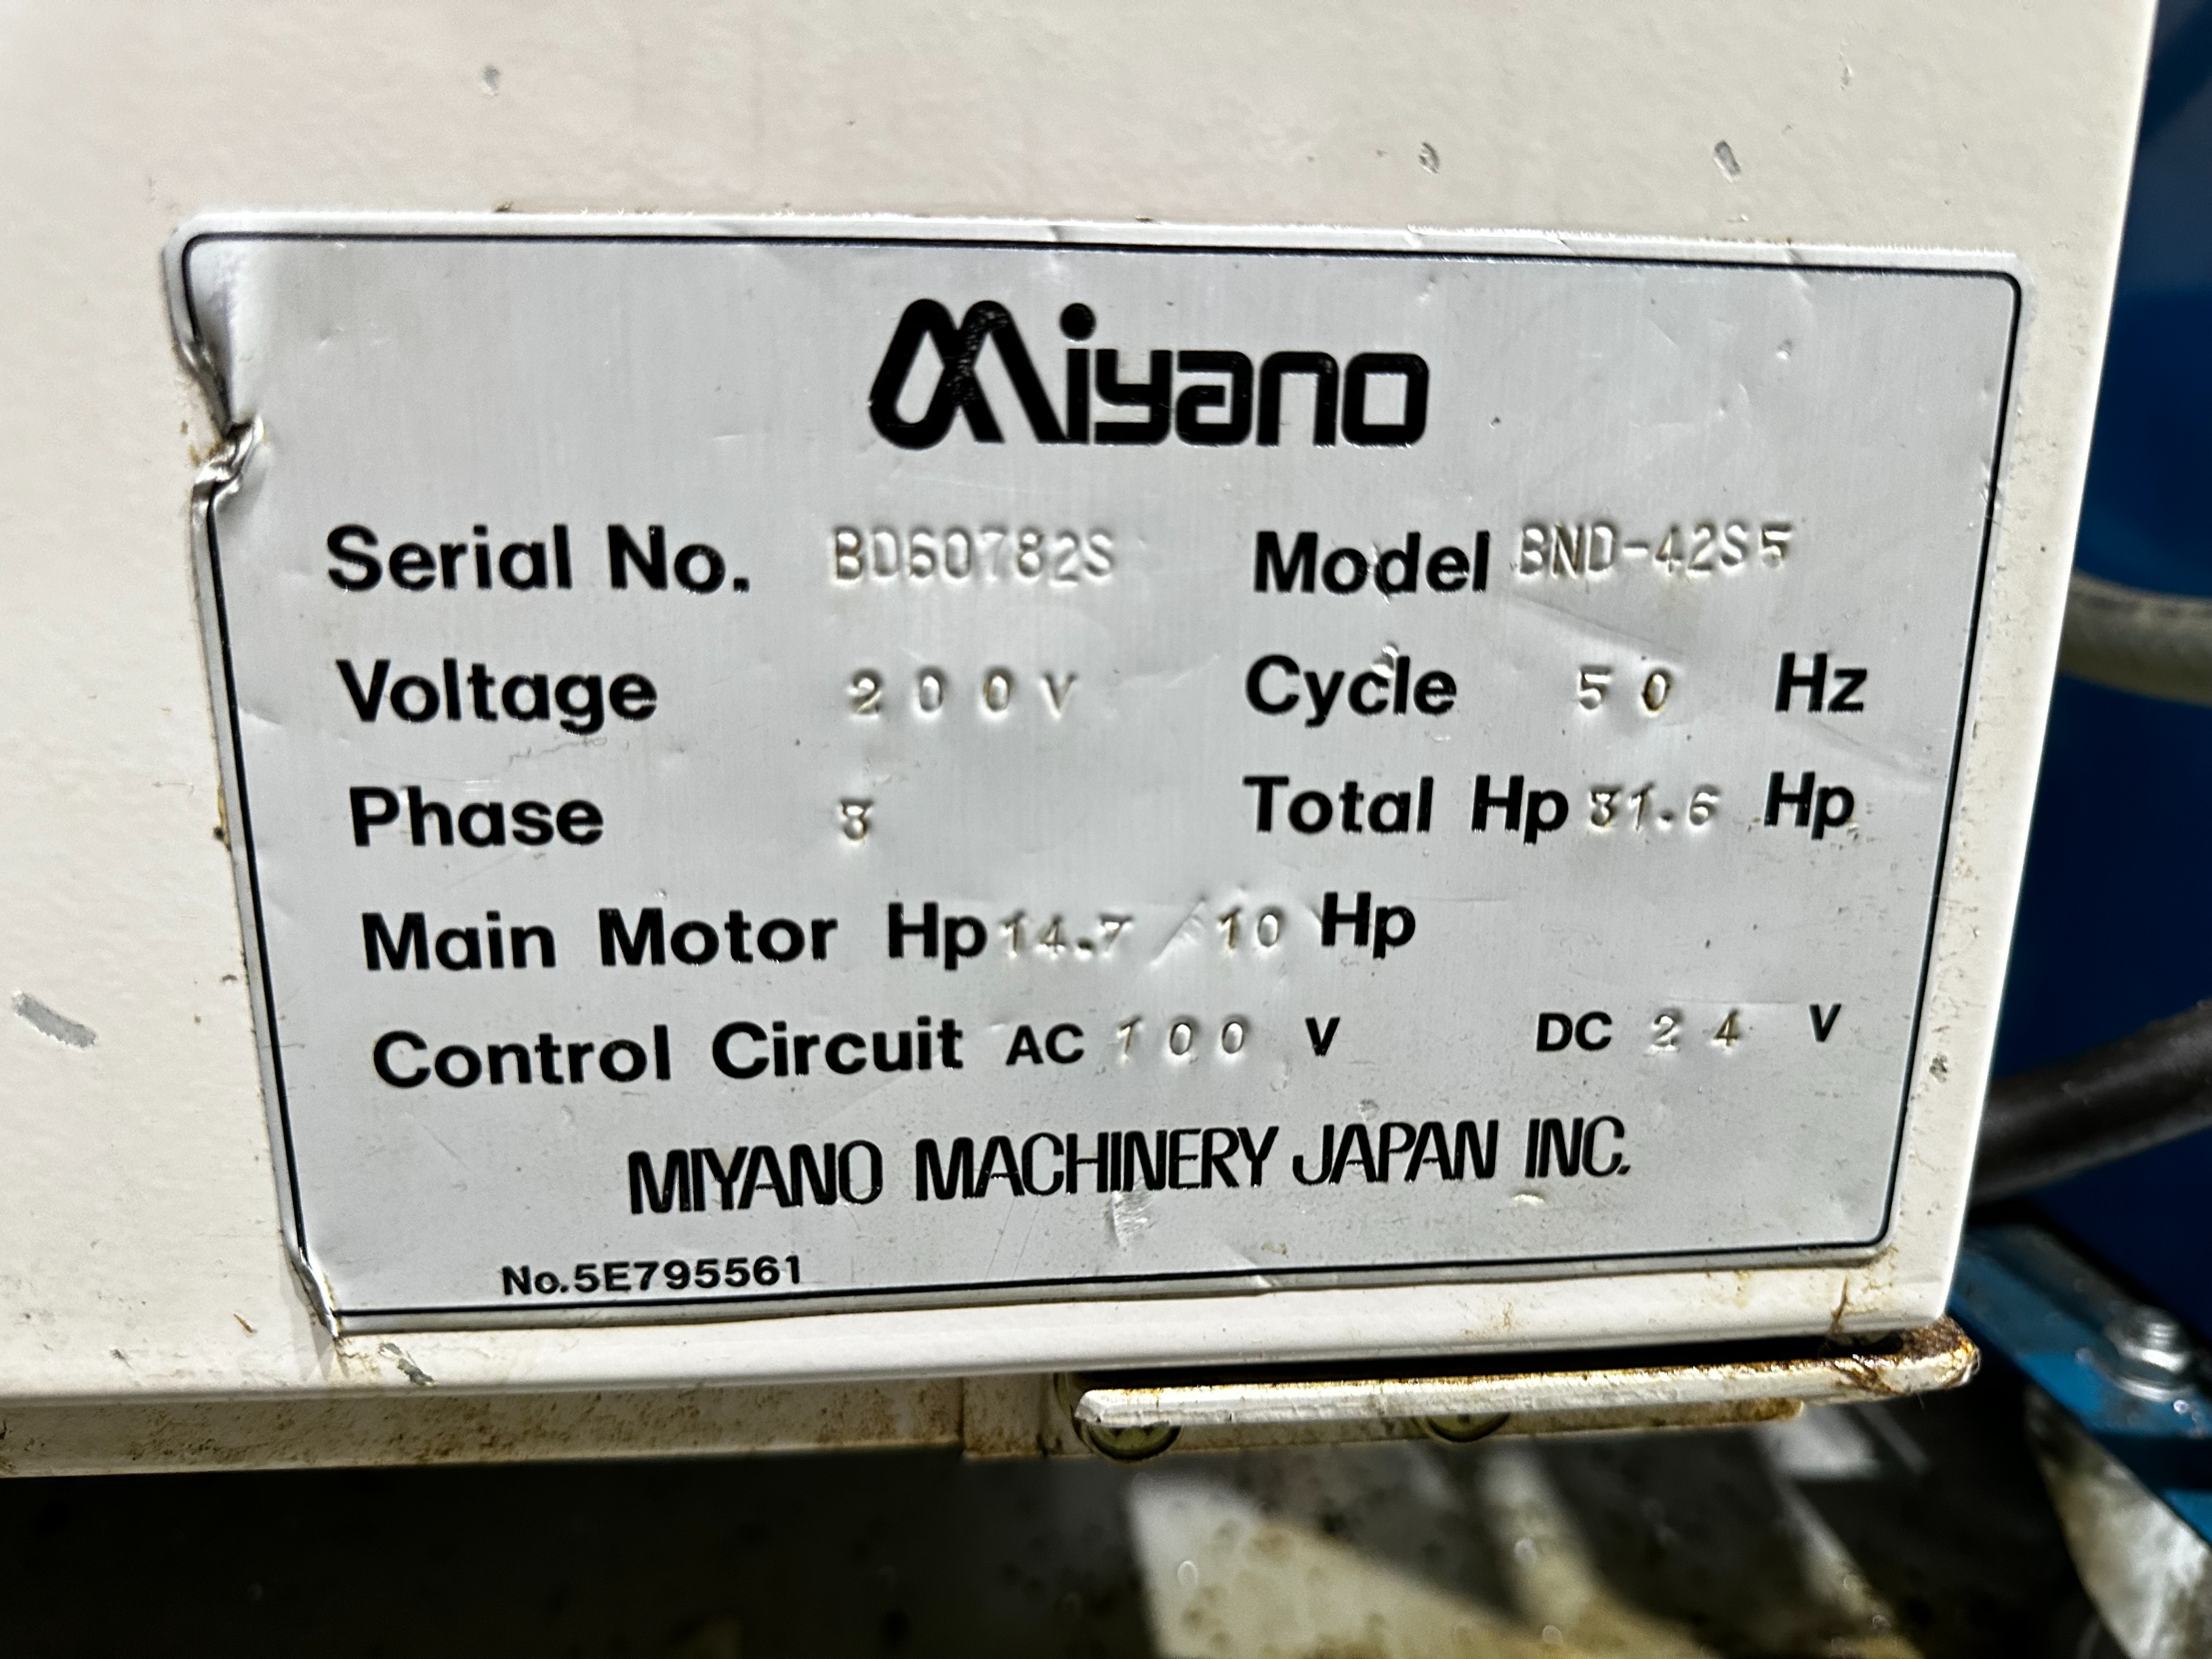 Miyano
Serial No. BD60782S Model BND-42S5
Voltage 200V Cycle 50 Hz
Phase 3 Total Hp 31.6 Hp
Main Motor Hp 14.7/10 Hp
Control Circuit AC 100 V DC 24 V
MIYANO MACHINERY JAPAN INC.
No.5E795561